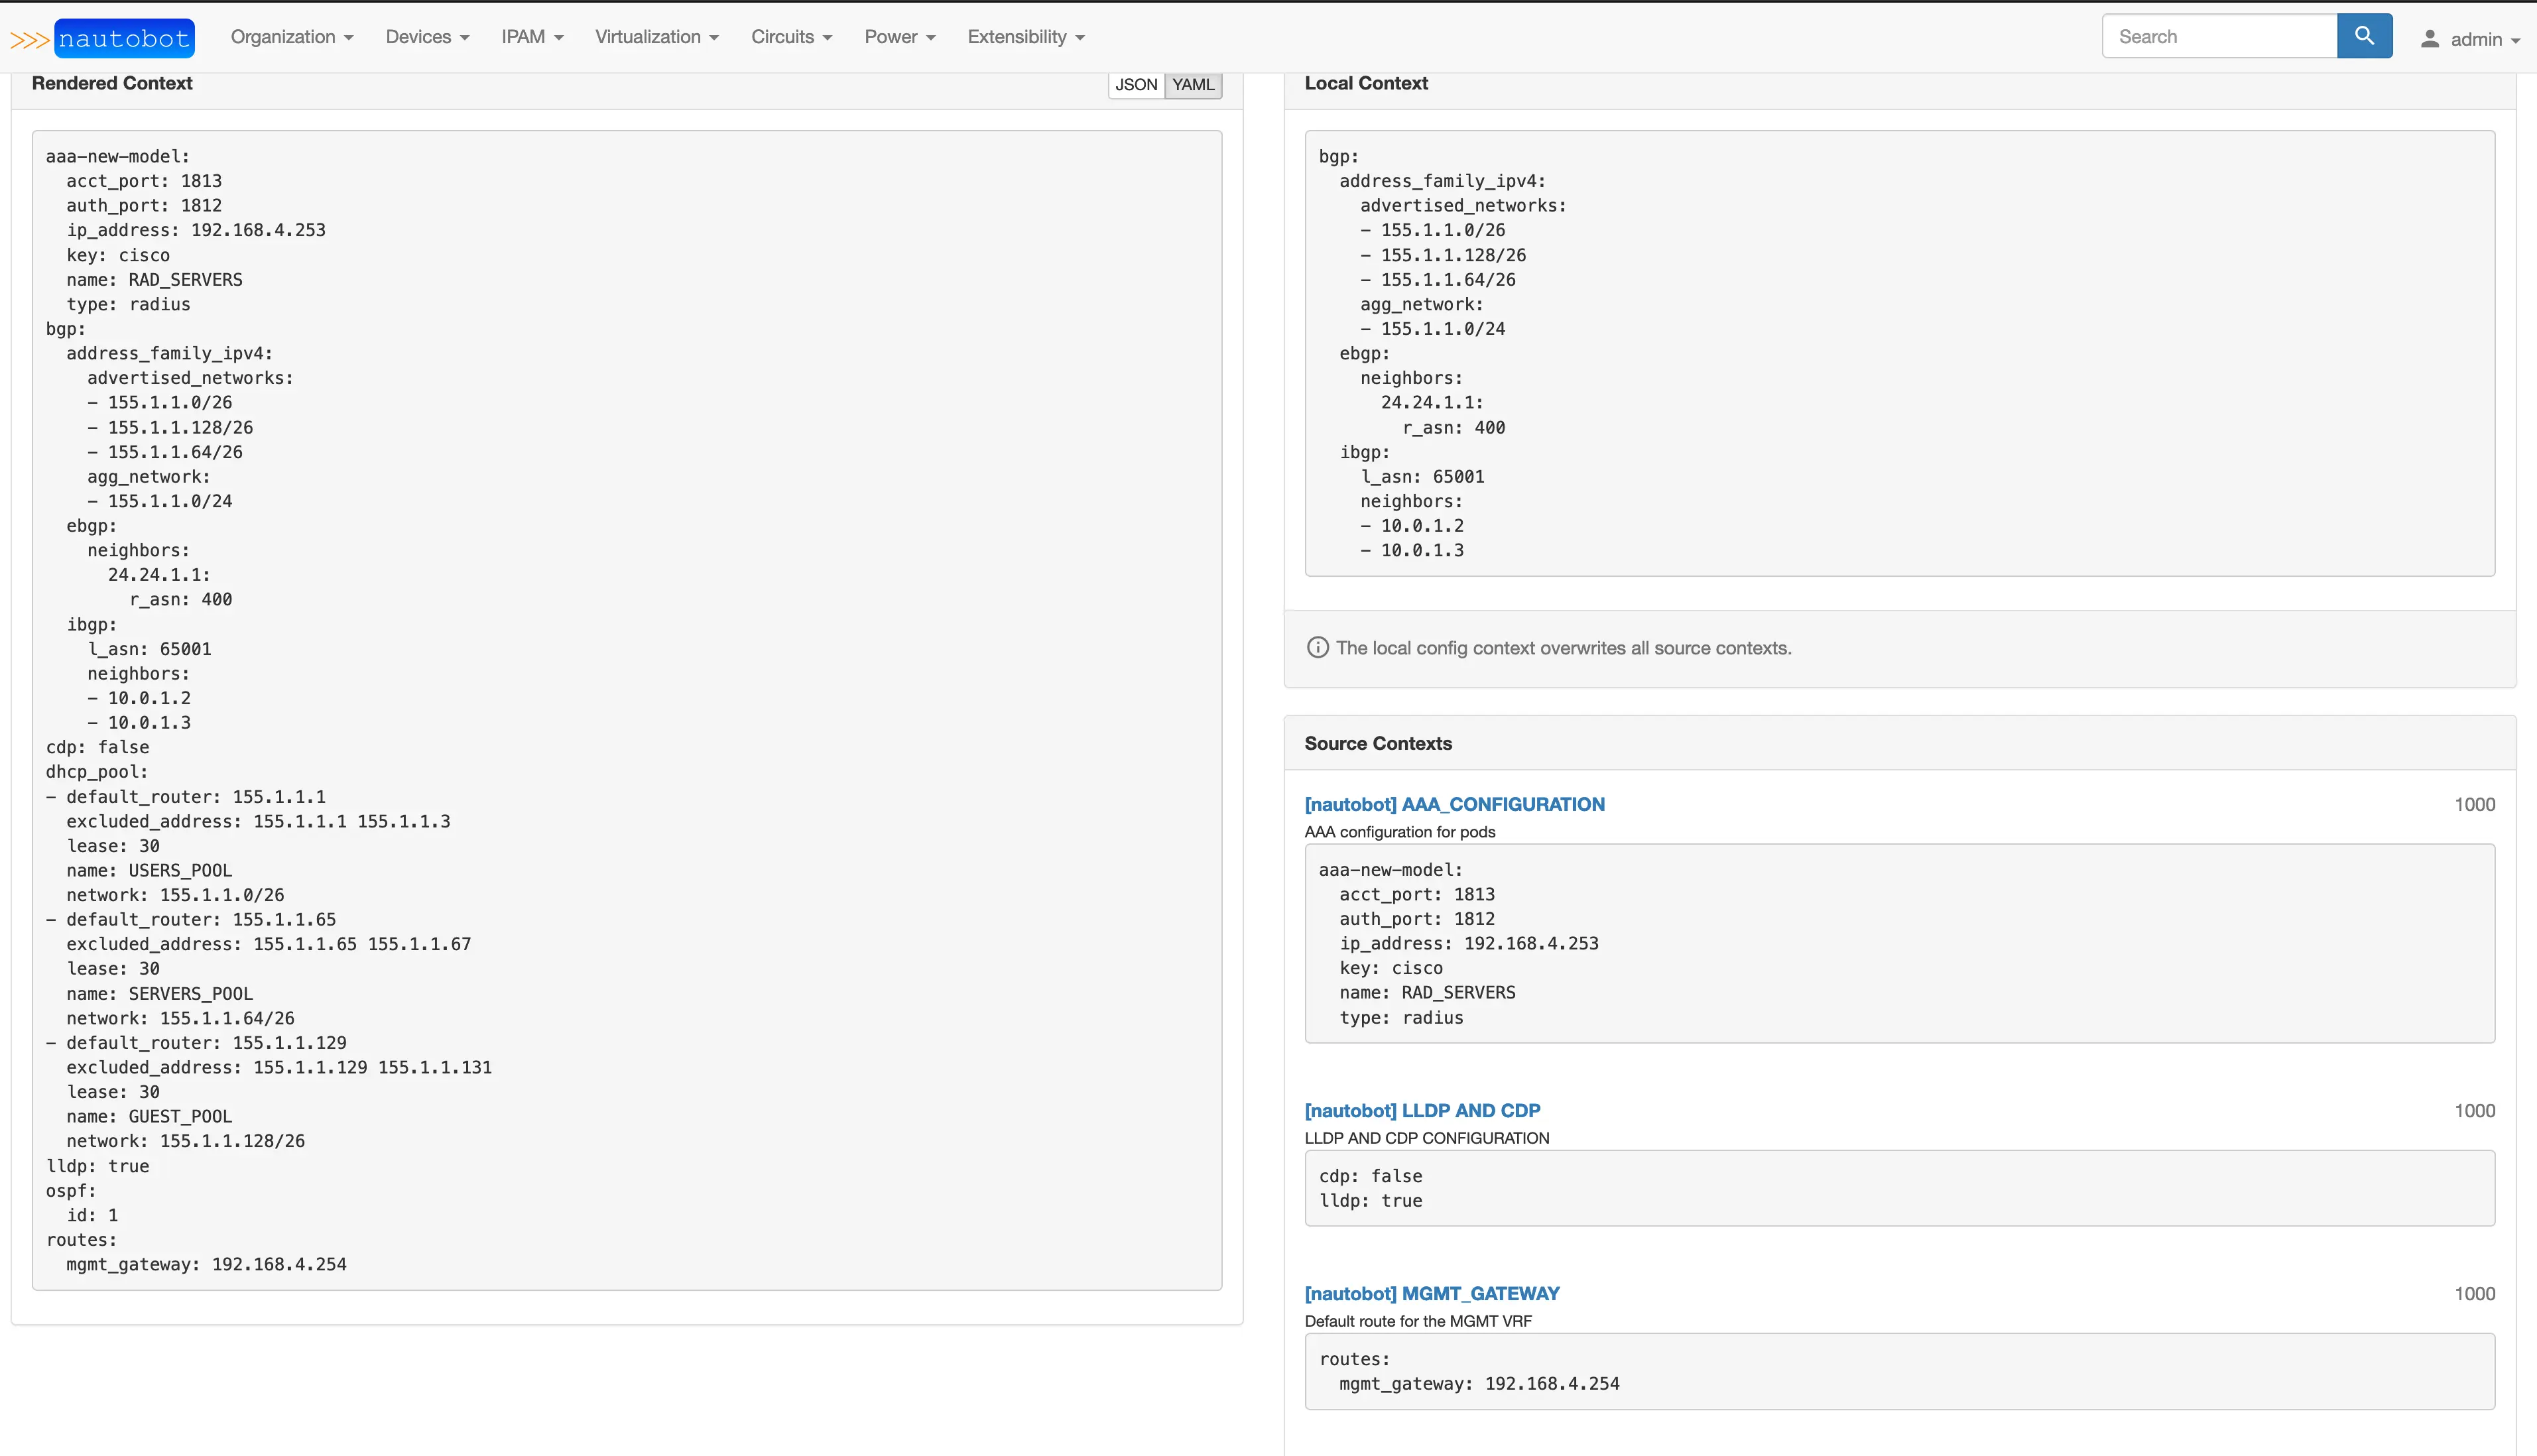 >>> nautobot Organization Devices IPAM Virtualization Circuits Power Extensibility Search admin
Rendered Context JSON YAML
aaa-new-model:
  acct_port: 1813
  auth_port: 1812
  ip_address: 192.168.4.253
  key: cisco
  name: RAD_SERVERS
  type: radius
bgp:
  address_family_ipv4:
    advertised_networks:
    - 155.1.1.0/26
    - 155.1.1.128/26
    - 155.1.1.64/26
    agg_network:
    - 155.1.1.0/24
  ebgp:
    neighbors:
      24.24.1.1:
        r_asn: 400
  ibgp:
    l_asn: 65001
    neighbors:
    - 10.0.1.2
    - 10.0.1.3
cdp: false
dhcp_pool:
- default_router: 155.1.1.1
  excluded_address: 155.1.1.1 155.1.1.3
  lease: 30
  name: USERS_POOL
  network: 155.1.1.0/26
- default_router: 155.1.1.65
  excluded_address: 155.1.1.65 155.1.1.67
  lease: 30
  name: SERVERS_POOL
  network: 155.1.1.64/26
- default_router: 155.1.1.129
  excluded_address: 155.1.1.129 155.1.1.131
  lease: 30
  name: GUEST_POOL
  network: 155.1.1.128/26
lldp: true
ospf:
  id: 1
routes:
  mgmt_gateway: 192.168.4.254
Local Context
bgp:
  address_family_ipv4:
    advertised_networks:
    - 155.1.1.0/26
    - 155.1.1.128/26
    - 155.1.1.64/26
    agg_network:
    - 155.1.1.0/24
  ebgp:
    neighbors:
      24.24.1.1:
        r_asn: 400
  ibgp:
    l_asn: 65001
    neighbors:
    - 10.0.1.2
    - 10.0.1.3
The local config context overwrites all source contexts.
Source Contexts
[nautobot] AAA_CONFIGURATION 1000
AAA configuration for pods
aaa-new-model:
  acct_port: 1813
  auth_port: 1812
  ip_address: 192.168.4.253
  key: cisco
  name: RAD_SERVERS
  type: radius
[nautobot] LLDP AND CDP 1000
LLDP AND CDP CONFIGURATION
cdp: false
lldp: true
[nautobot] MGMT_GATEWAY 1000
Default route for the MGMT VRF
routes:
  mgmt_gateway: 192.168.4.254